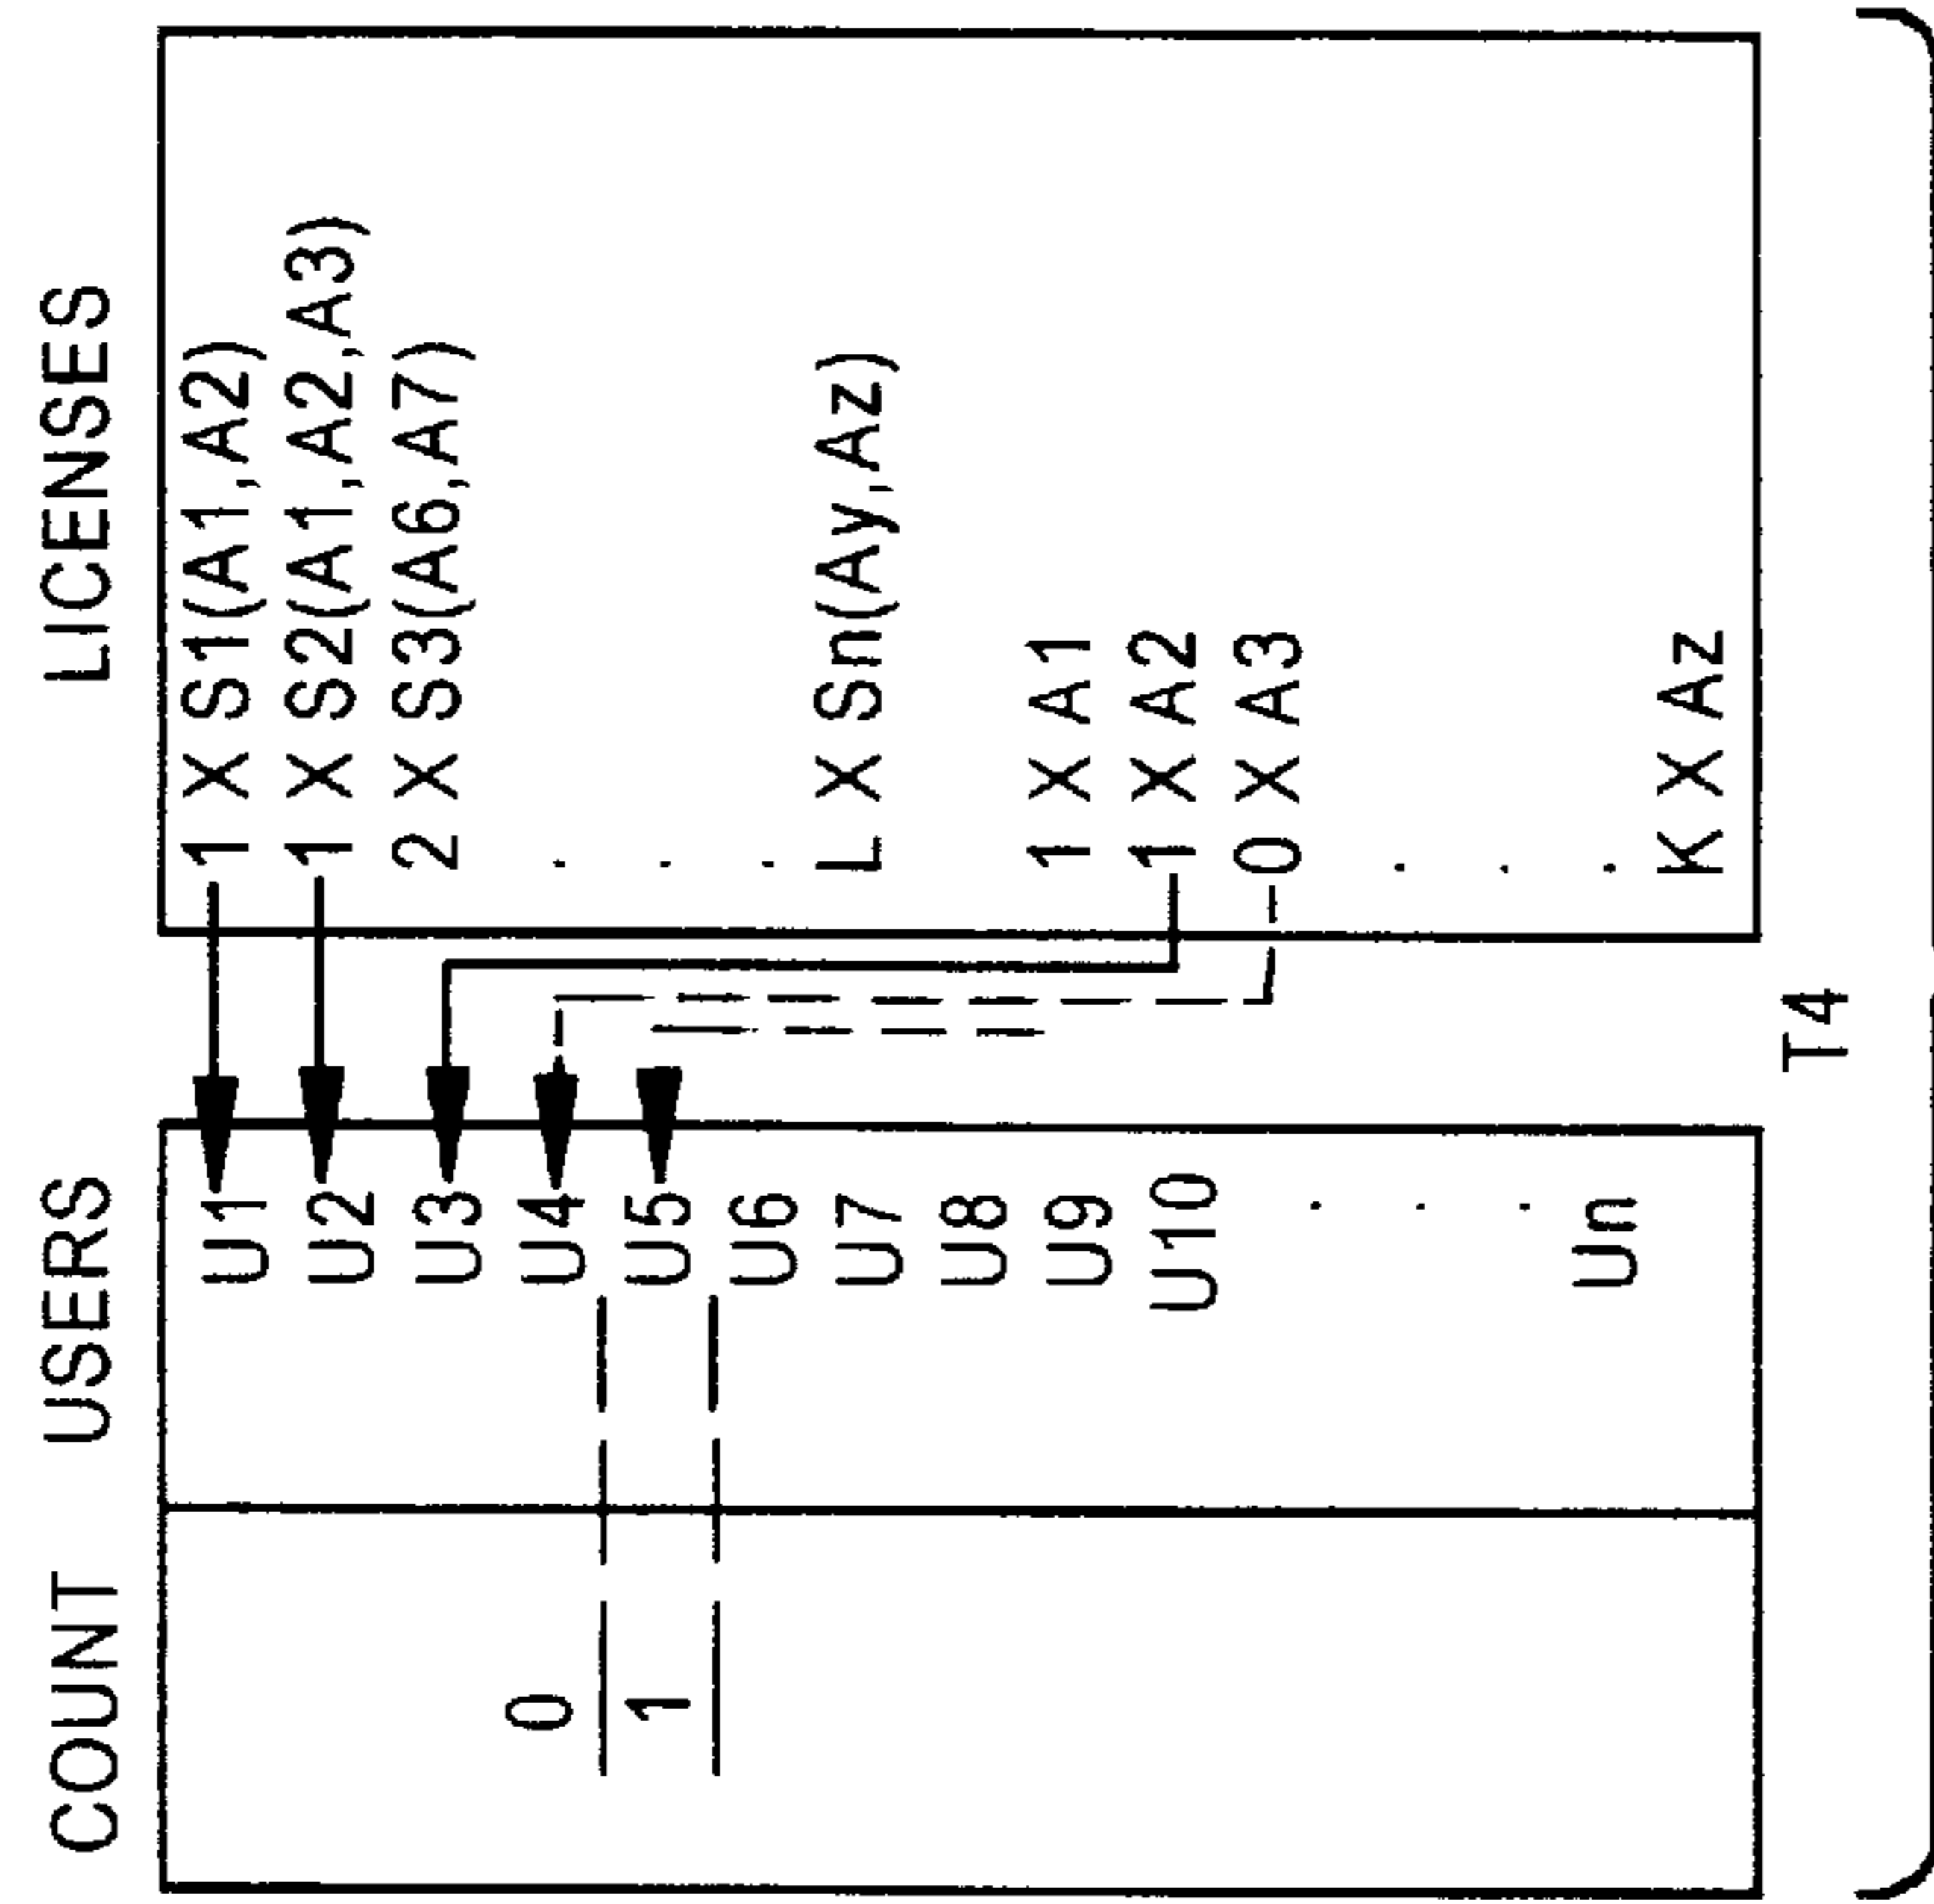 COUNT USERS LICENSES
U1 1 X S1(A1,A2)
U2 1 X S2(A1,A2,A3)
U3 2 X S3(A6,A7)
0 U4 .
1 U5 .
U6 .
U7 L X Sn(Ay,Az)
U8
U9 1 X A1
U10 1 X A2
. 0 X A3
. .
. .
Un .
K X Az
T4